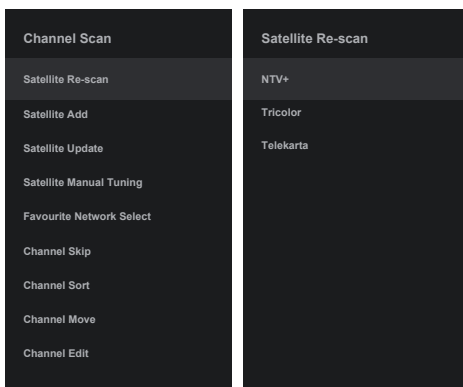 Channel Scan
Satellite Re-scan
Satellite Add
Satellite Update
Satellite Manual Tuning
Favourite Network Select
Channel Skip
Channel Sort
Channel Move
Channel Edit
Satellite Re-scan
NTV+
Tricolor
Telekarta